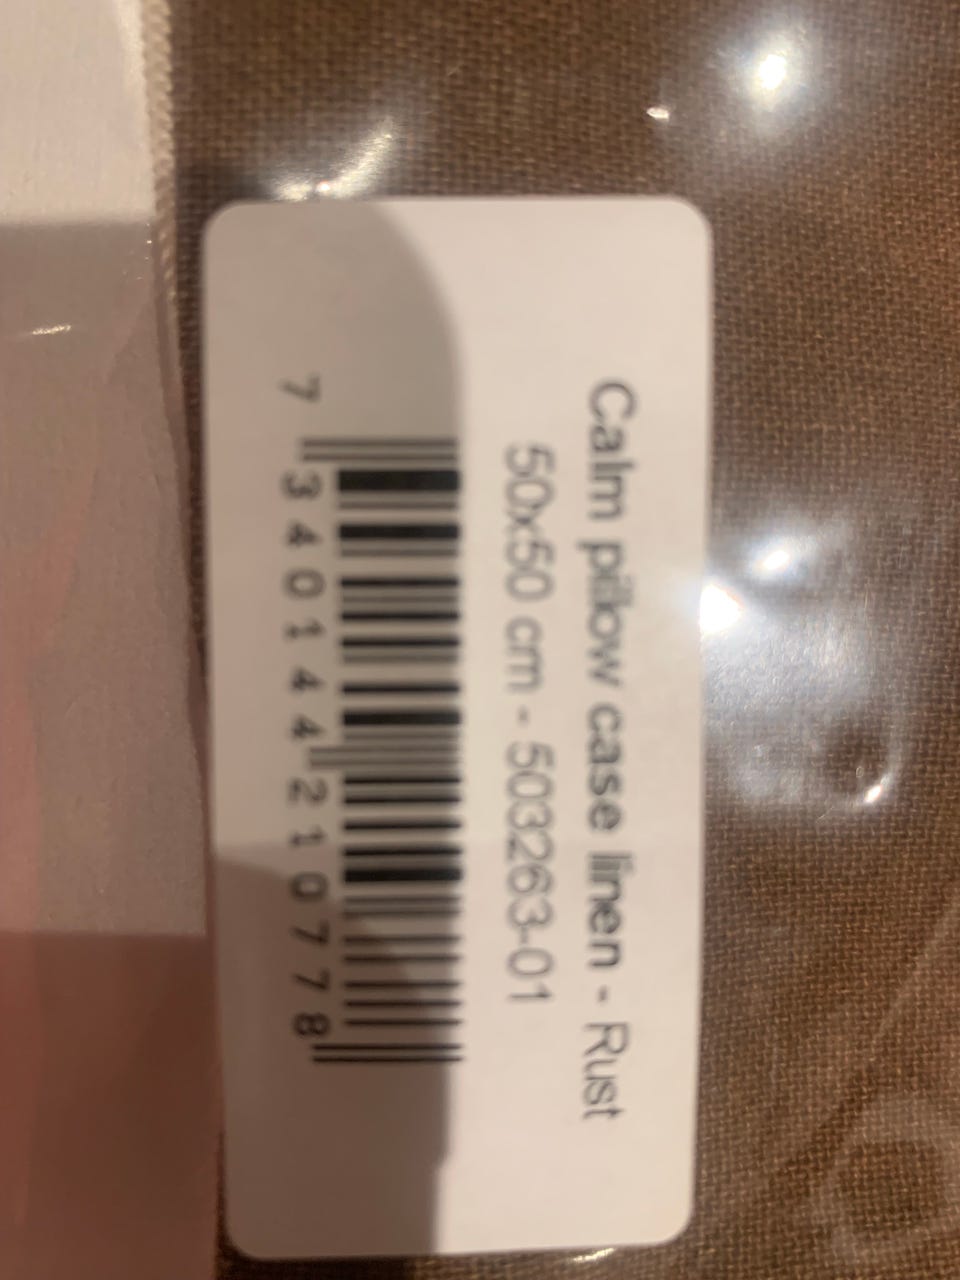 Calm pillow case linen - Rust
50x50 cm - 503263-01
7 340144 210778